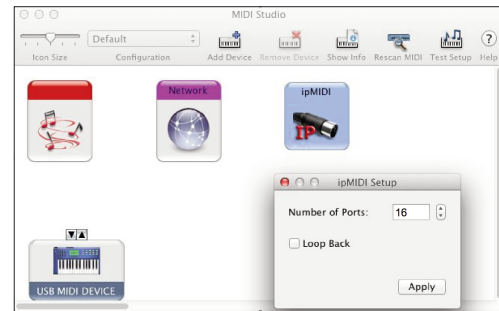 MIDI Studio
Default
Icon Size Configuration Add Device Remove Device Show Info Rescan MIDI Test Setup Help
?
Network
ipMIDI
IP
ipMIDI Setup
Number of Ports: 16
Loop Back
Apply
USB MIDI DEVICE